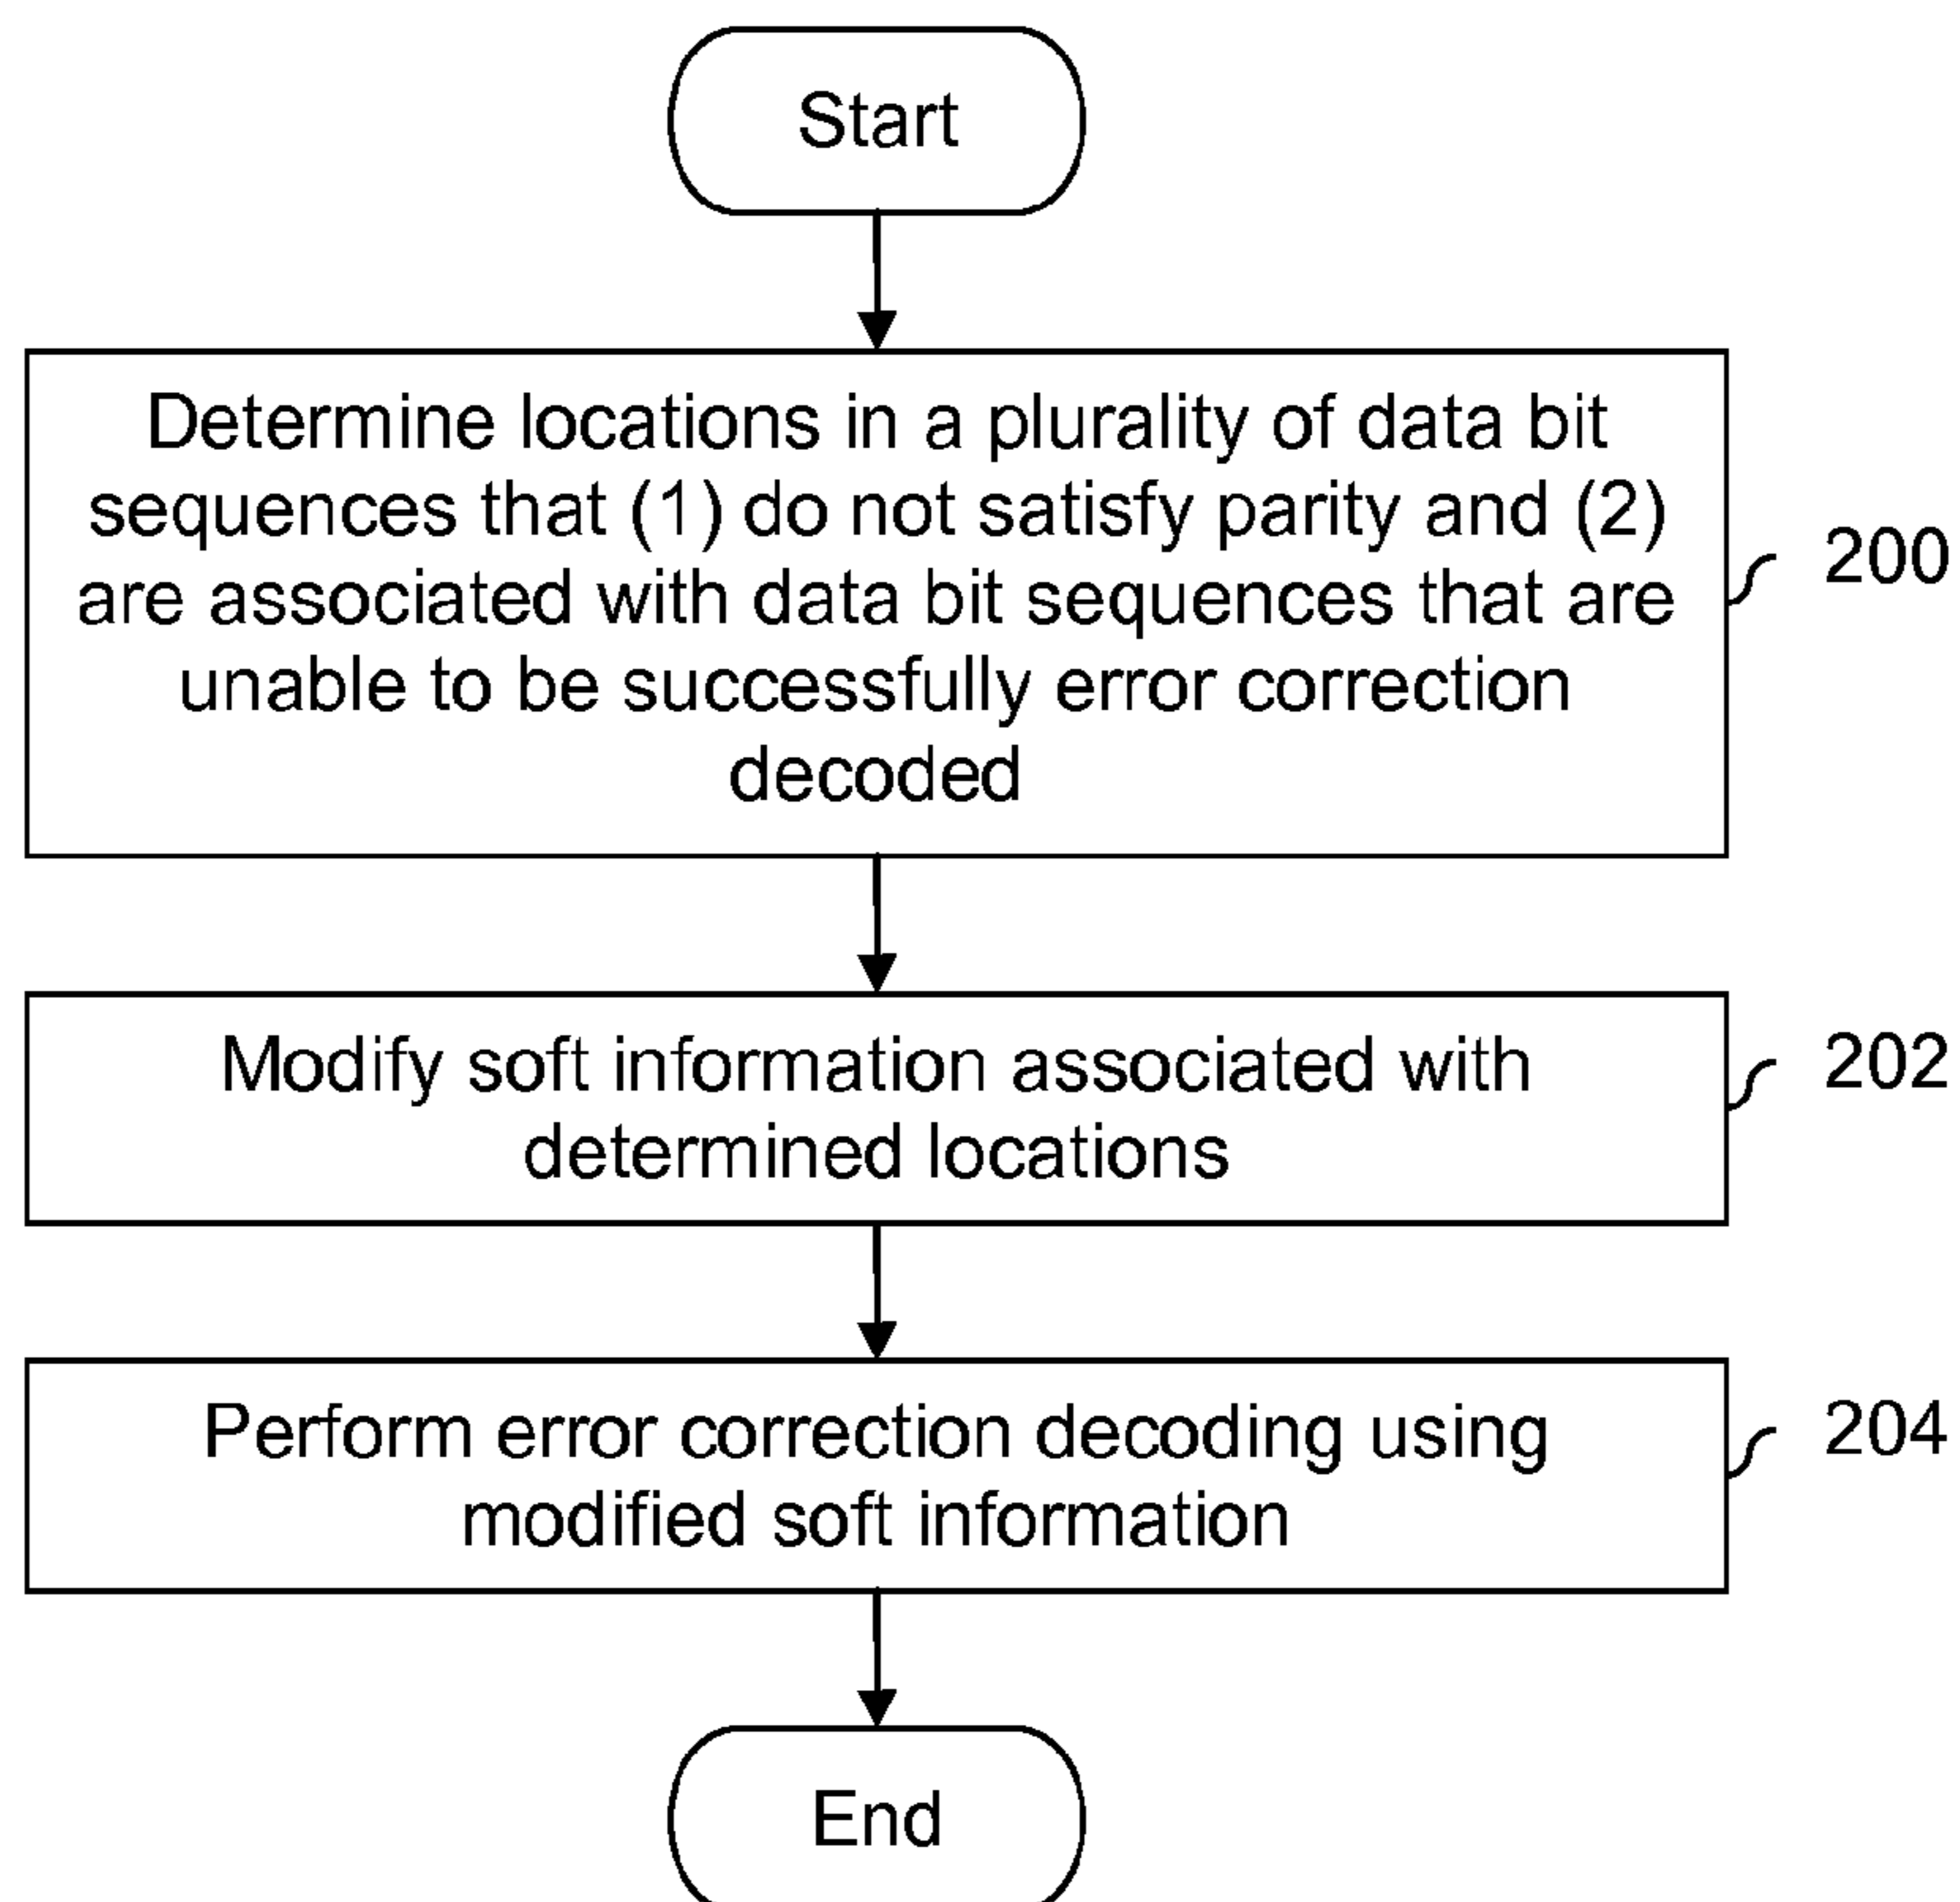 Start
Determine locations in a plurality of data bit
sequences that (1) do not satisfy parity and (2)
are associated with data bit sequences that are
unable to be successfully error correction
decoded
200
Modify soft information associated with
determined locations
202
Perform error correction decoding using
modified soft information
204
End